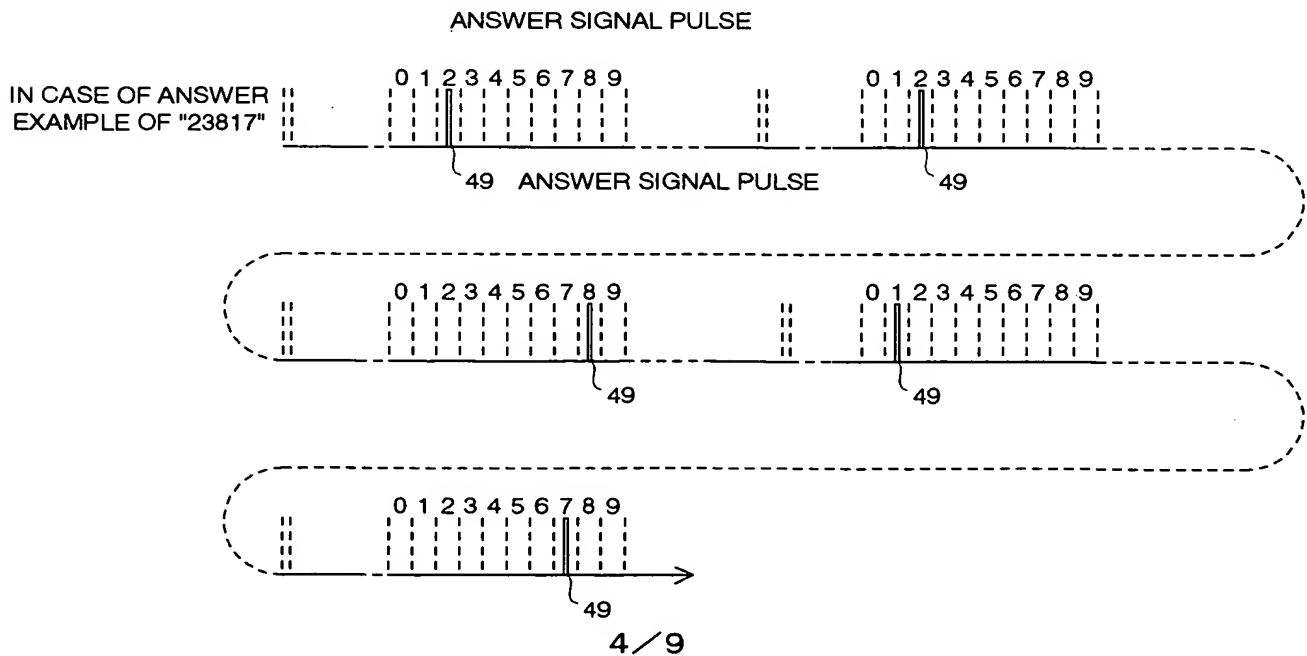 ANSWER SIGNAL PULSE
IN CASE OF ANSWER
EXAMPLE OF "23817"
0 1 2 3 4 5 6 7 8 9
0 1 2 3 4 5 6 7 8 9
49 ANSWER SIGNAL PULSE
49
0 1 2 3 4 5 6 7 8 9
0 1 2 3 4 5 6 7 8 9
49
49
0 1 2 3 4 5 6 7 8 9
49
4/9